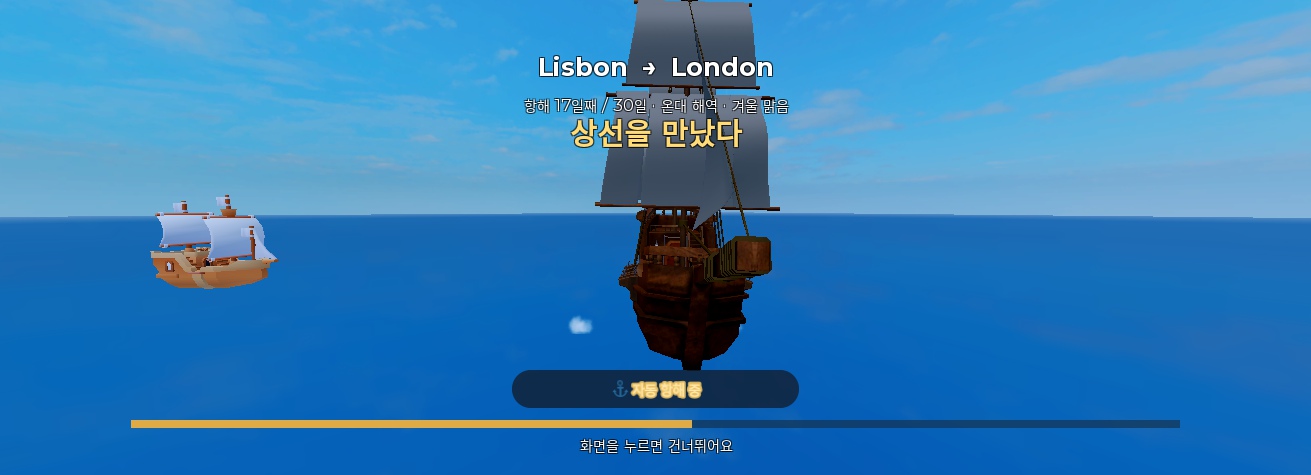 Lisbon → London
항해 17일째 / 30일 · 온대 해역 · 겨울 맑음
상선을 만났다
⚓ 자동 항해 중
화면을 누르면 건너뛰어요